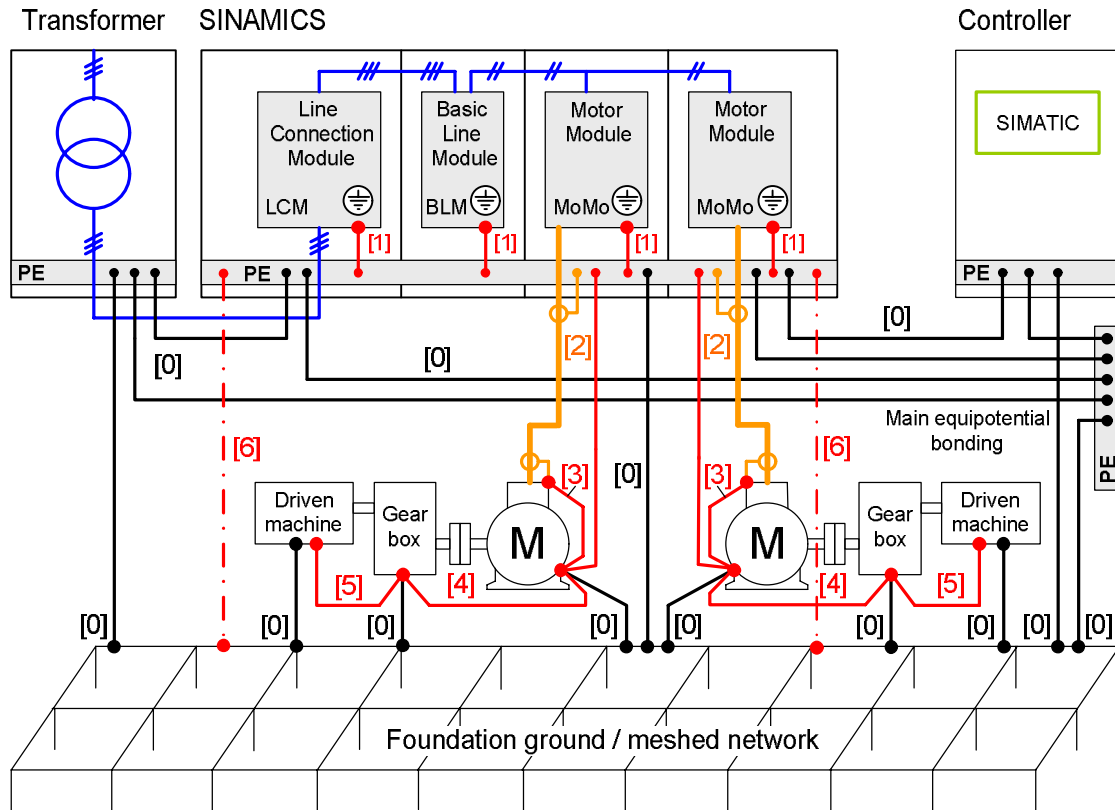 Transformer
SINAMICS
Controller
Line
Connection
Module
LCM
Basic
Line
Module
BLM
Motor
Module
MoMo
Motor
Module
MoMo
SIMATIC
[1]
[1]
[1]
[1]
PE
PE
PE
[0]
[0]
[2]
[2]
[0]
Main equipotential
bonding
PE
[6]
[3]
[0]
[3]
[6]
Driven
machine
Gear
box
M
M
Gear
box
Driven
machine
[5]
[4]
[4]
[5]
[0]
[0]
[0]
[0]
[0]
[0]
[0]
[0]
[0]
Foundation ground / meshed network